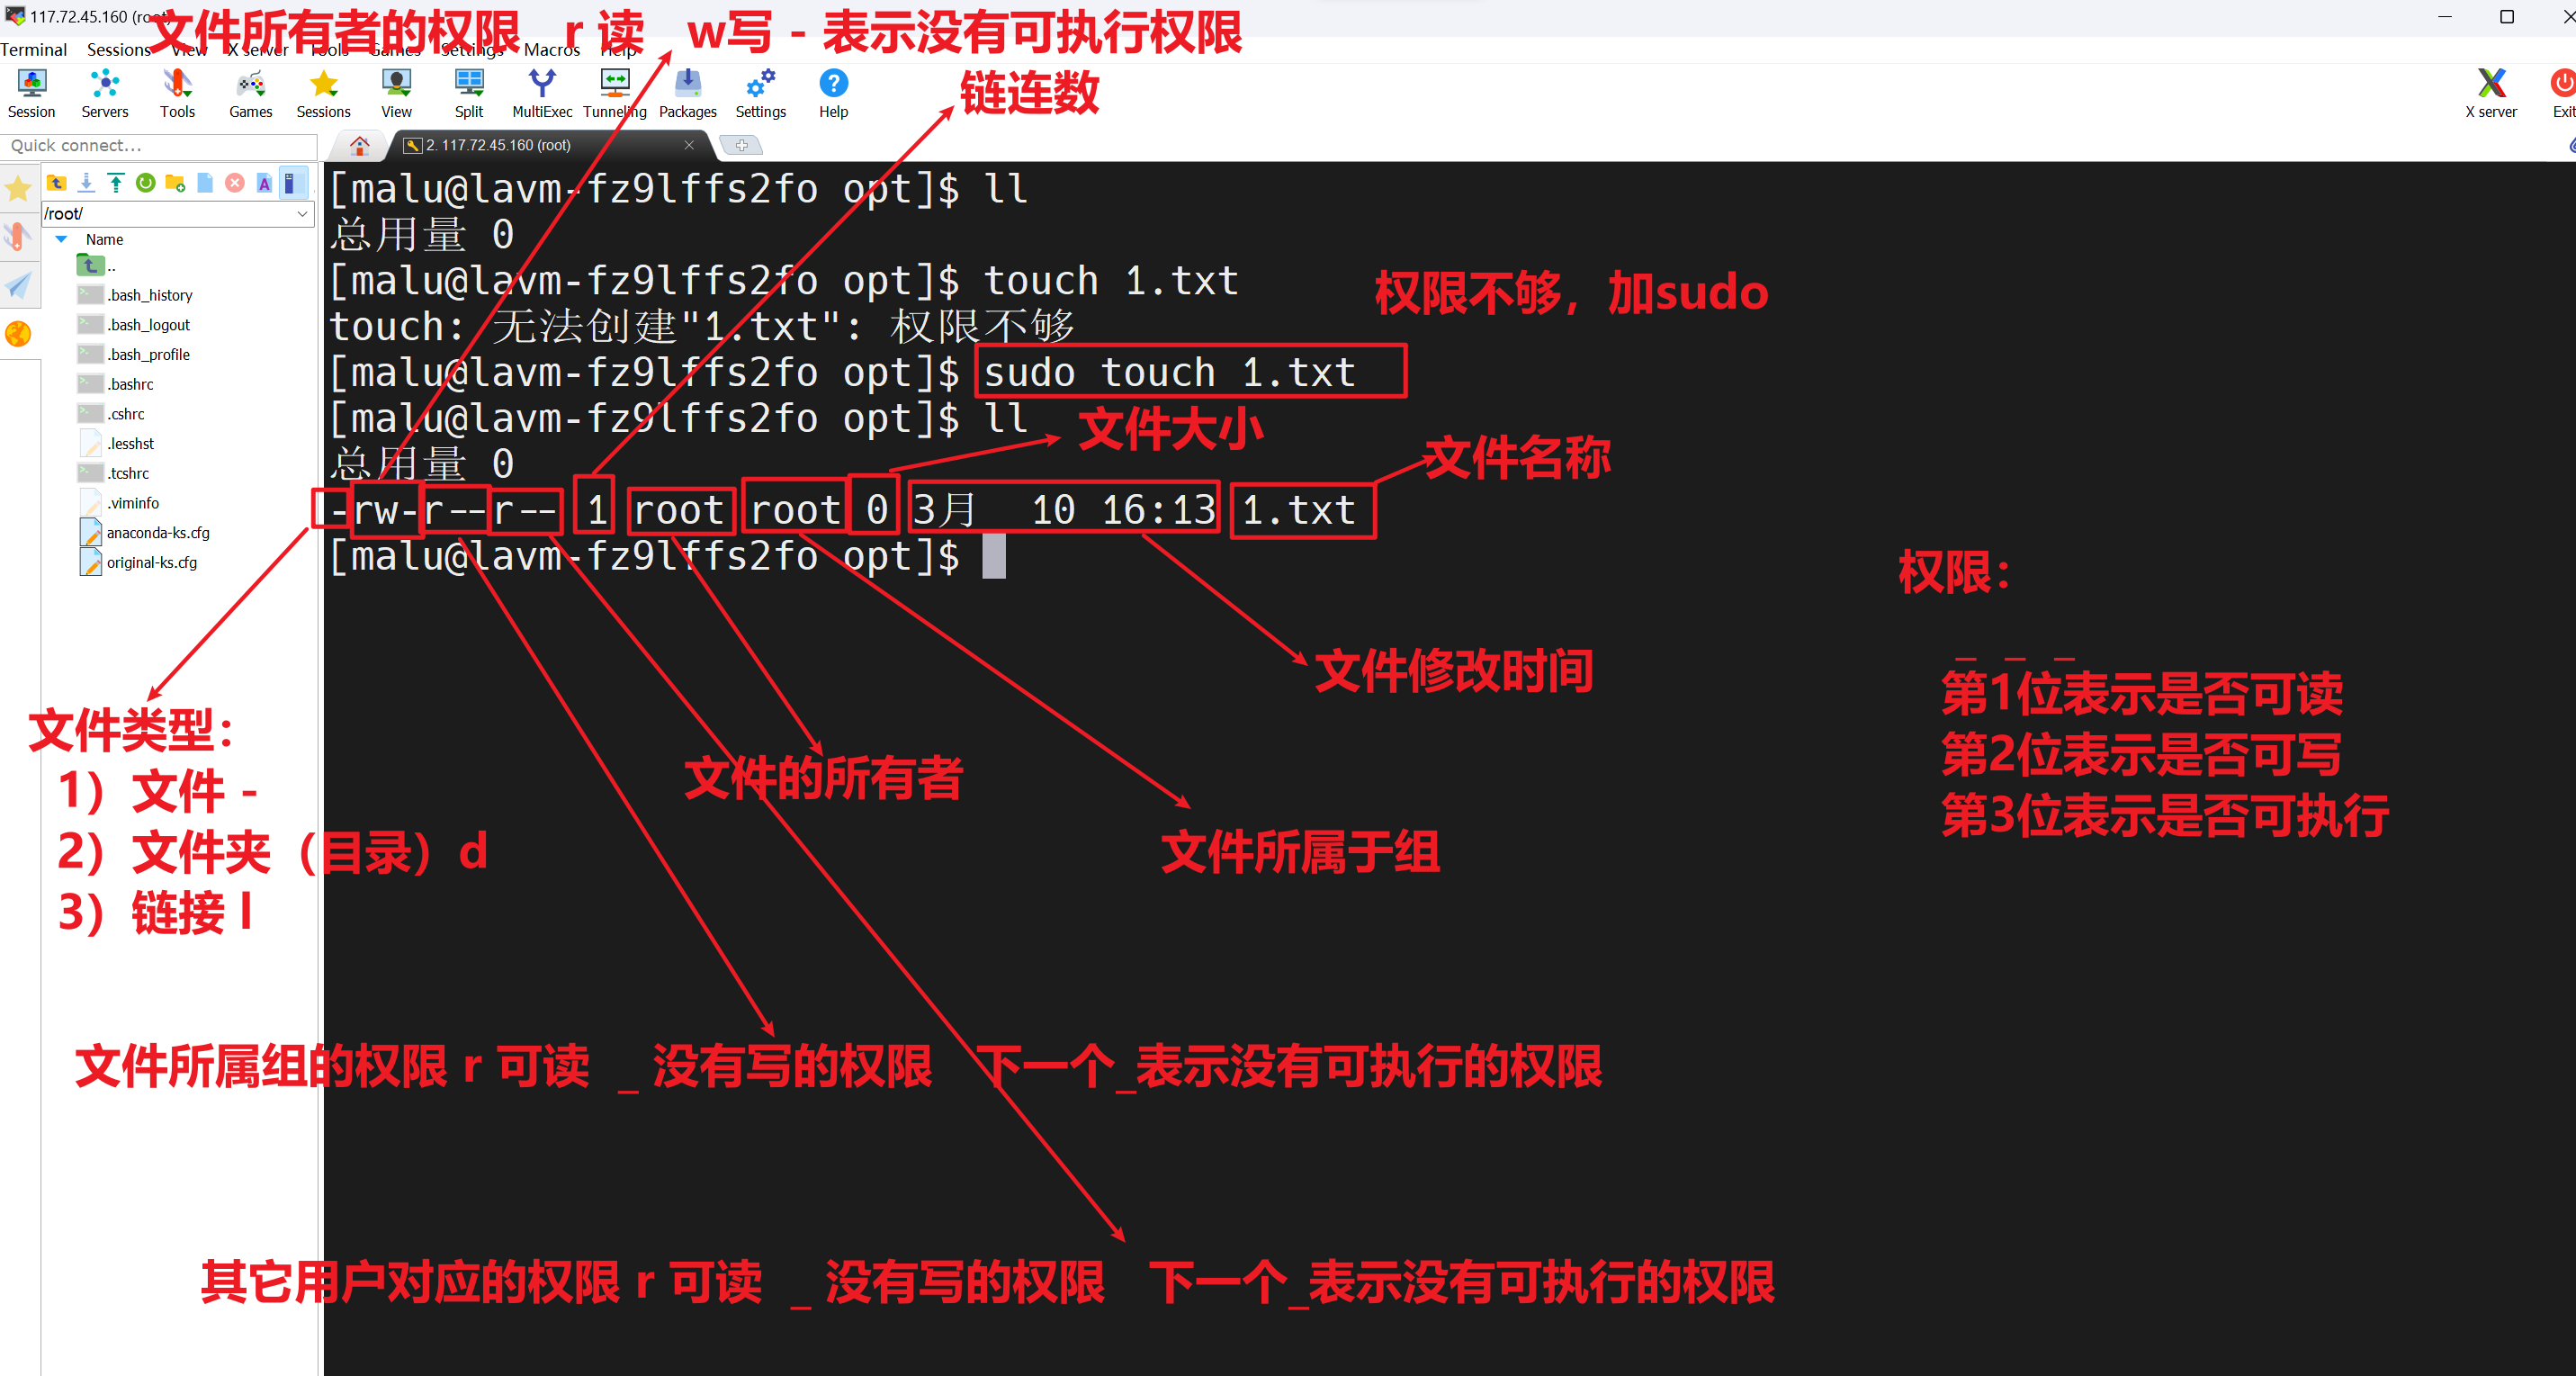 117.72.45.160 (root)
文件所有者的权限 r 读 w写 - 表示没有可执行权限
Terminal Sessions View X server Tools Games Settings Macros Help
链连数
Session Servers Tools Games Sessions View Split MultiExec Tunneling Packages Settings Help X server Exit
Quick connect...
2. 117.72.45.160 (root)
/root/
Name
..
.bash_history
.bash_logout
.bash_profile
.bashrc
.cshrc
.lesshst
.tcshrc
.viminfo
anaconda-ks.cfg
original-ks.cfg
[malu@lavm-fz9lffs2fo opt]$ ll
总用量 0
[malu@lavm-fz9lffs2fo opt]$ touch 1.txt
权限不够，加sudo
touch: 无法创建"1.txt": 权限不够
[malu@lavm-fz9lffs2fo opt]$ sudo touch 1.txt
[malu@lavm-fz9lffs2fo opt]$ ll
文件大小
总用量 0
文件名称
-rw-r--r-- 1 root root 0 3月 10 16:13 1.txt
[malu@lavm-fz9lffs2fo opt]$
权限：
_ _ _
第1位表示是否可读
第2位表示是否可写
第3位表示是否可执行
文件修改时间
文件类型：
1）文件 -
2）文件夹（目录）d
3）链接 l
文件的所有者
文件所属于组
文件所属组的权限 r 可读 _ 没有写的权限 下一个_表示没有可执行的权限
其它用户对应的权限 r 可读 _ 没有写的权限 下一个_表示没有可执行的权限